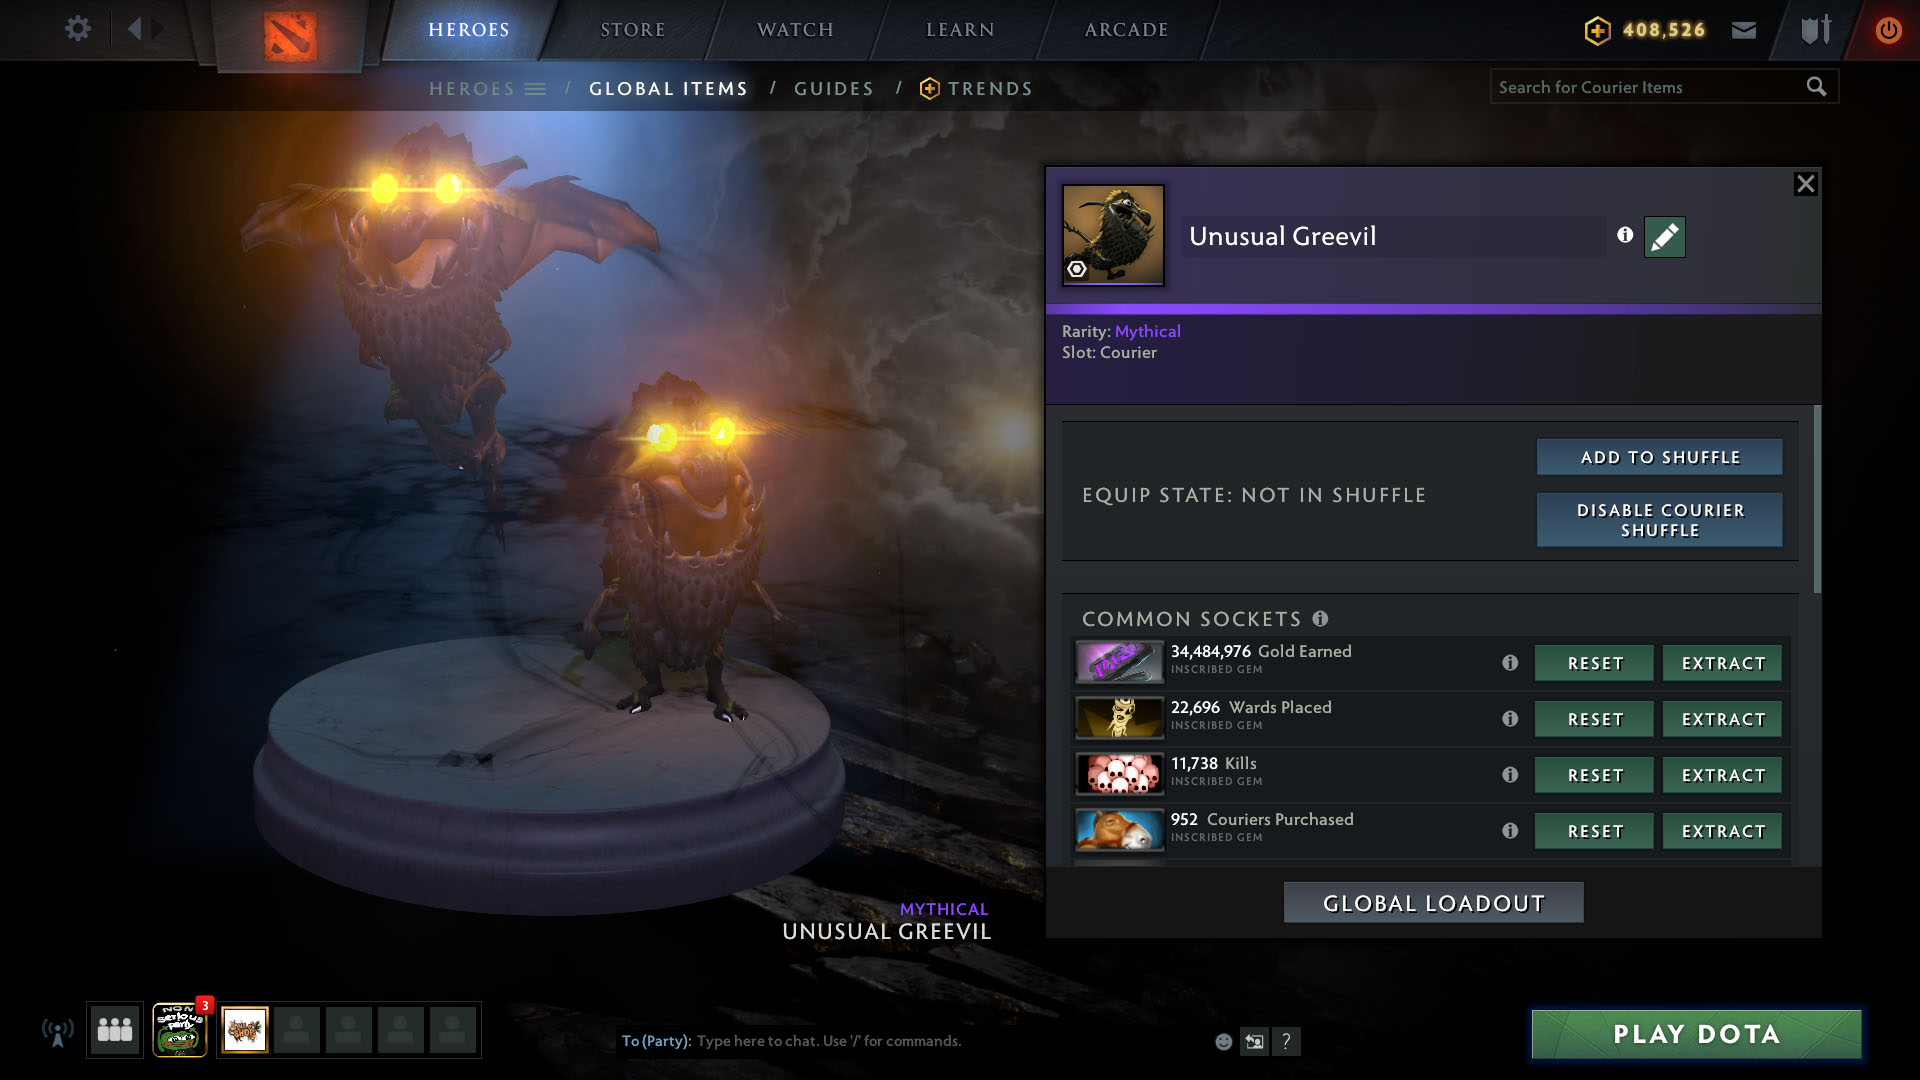 HEROES
STORE
WATCH
LEARN
ARCADE
408,526
HEROES / GLOBAL ITEMS / GUIDES / TRENDS
Search for Courier Items
Unusual Greevil
Rarity: Mythical
Slot: Courier
EQUIP STATE: NOT IN SHUFFLE
ADD TO SHUFFLE
DISABLE COURIER
SHUFFLE
COMMON SOCKETS
34,484,976 Gold Earned
INSCRIBED GEM
RESET
EXTRACT
22,696 Wards Placed
INSCRIBED GEM
RESET
EXTRACT
11,738 Kills
INSCRIBED GEM
RESET
EXTRACT
952 Couriers Purchased
INSCRIBED GEM
RESET
EXTRACT
GLOBAL LOADOUT
MYTHICAL
UNUSUAL GREEVIL
3
NON
serious
party
To (Party): Type here to chat. Use '/' for commands.
?
PLAY DOTA